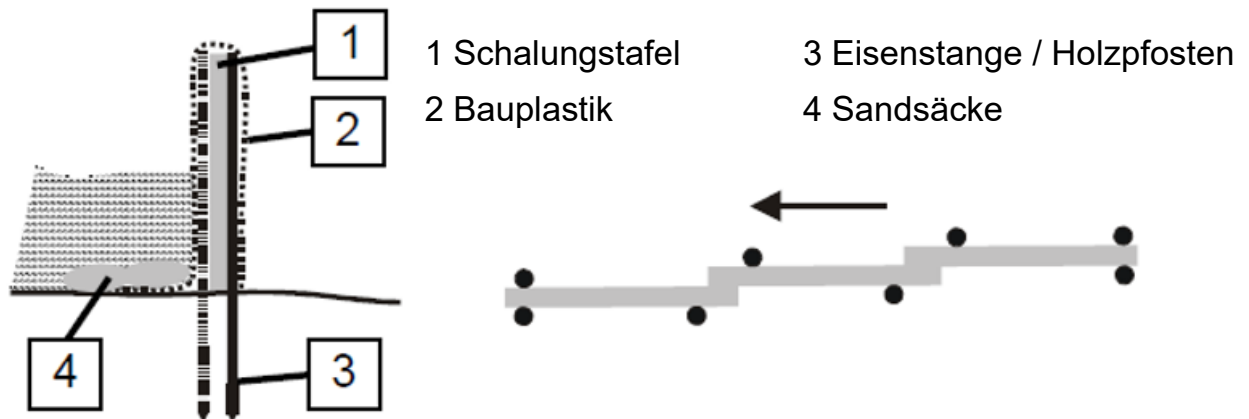 1
2
3
4
1 Schalungstafel
2 Bauplastik
3 Eisenstange / Holzpfosten
4 Sandsäcke